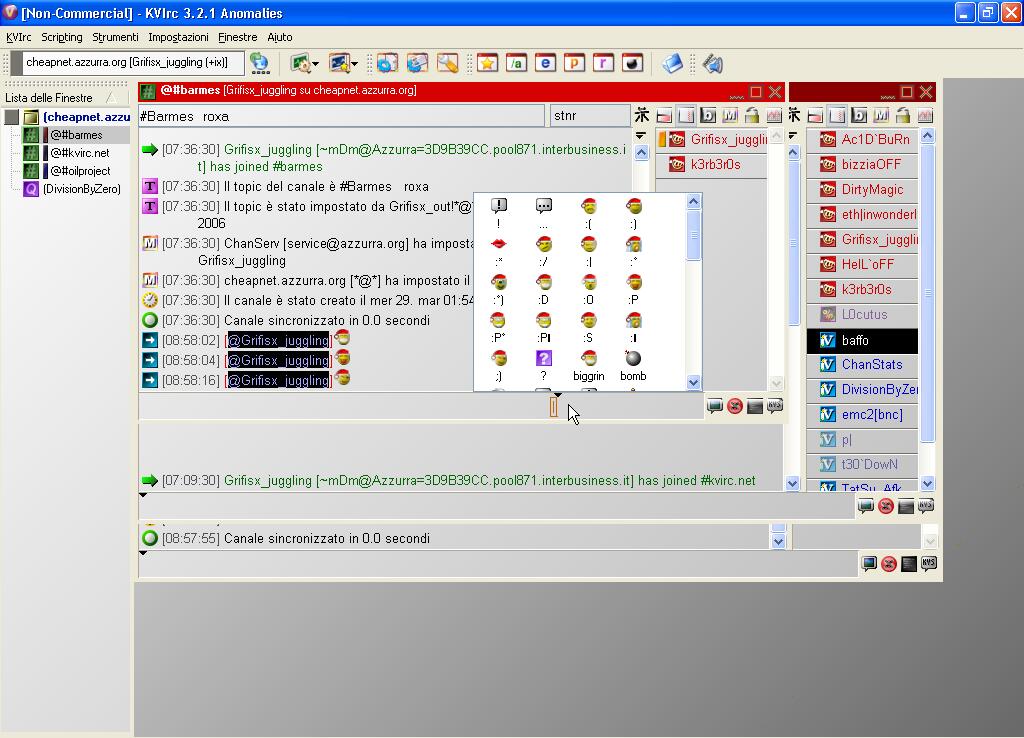 [Non-Commercial] - KVIrc 3.2.1 Anomalies
KVIrc Scripting Strumenti Impostazioni Finestre Aiuto
cheapnet.azzurra.org [Grifisx_juggling (+ix)]
/a e P r
Lista delle Finestre
(cheapnet.azzu
@#barmes
@#kvirc.net
@#oilproject
(DivisionByZero)
@#barmes [Grifisx_juggling su cheapnet.azzurra.org]
#Barmes roxa
stnr
[07:36:30] Grifisx_juggling [~mDm@Azzurra=3D9B39CC.pool871.interbusiness.i
t] has joined #barmes
[07:36:30] Il topic del canale è #Barmes roxa
[07:36:30] Il topic è stato impostato da Grifisx_out!*@
2006
[07:36:30] ChanServ [service@azzurra.org] ha imposta
Grifisx_juggling
[07:36:30] cheapnet.azzurra.org [*@*] ha impostato il
[07:36:30] Il canale è stato creato il mer 29. mar 01:54
[07:36:30] Canale sincronizzato in 0.0 secondi
[08:58:02] [@Grifisx_juggling]
[08:58:04] [@Grifisx_juggling]
[08:58:16] [@Grifisx_juggling]
! ... :( :)
:* :/ :| :°
:*) :D :O :P
:P* :PI :S :I
;) ? biggrin bomb
Grifisx_juggli
k3rb3r0s
Ac1D`BuRn
bizziaOFF
DirtyMagic
eth|inwonderl
Grifisx_juggli
HelL`oFF
k3rb3r0s
L0cutus
baffo
ChanStats
DivisionByZe
emc2[bnc]
p|
t30`DowN
TatSu_Afk
[07:09:30] Grifisx_juggling [~mDm@Azzurra=3D9B39CC.pool871.interbusiness.it] has joined #kvirc.net
[08:57:55] Canale sincronizzato in 0.0 secondi